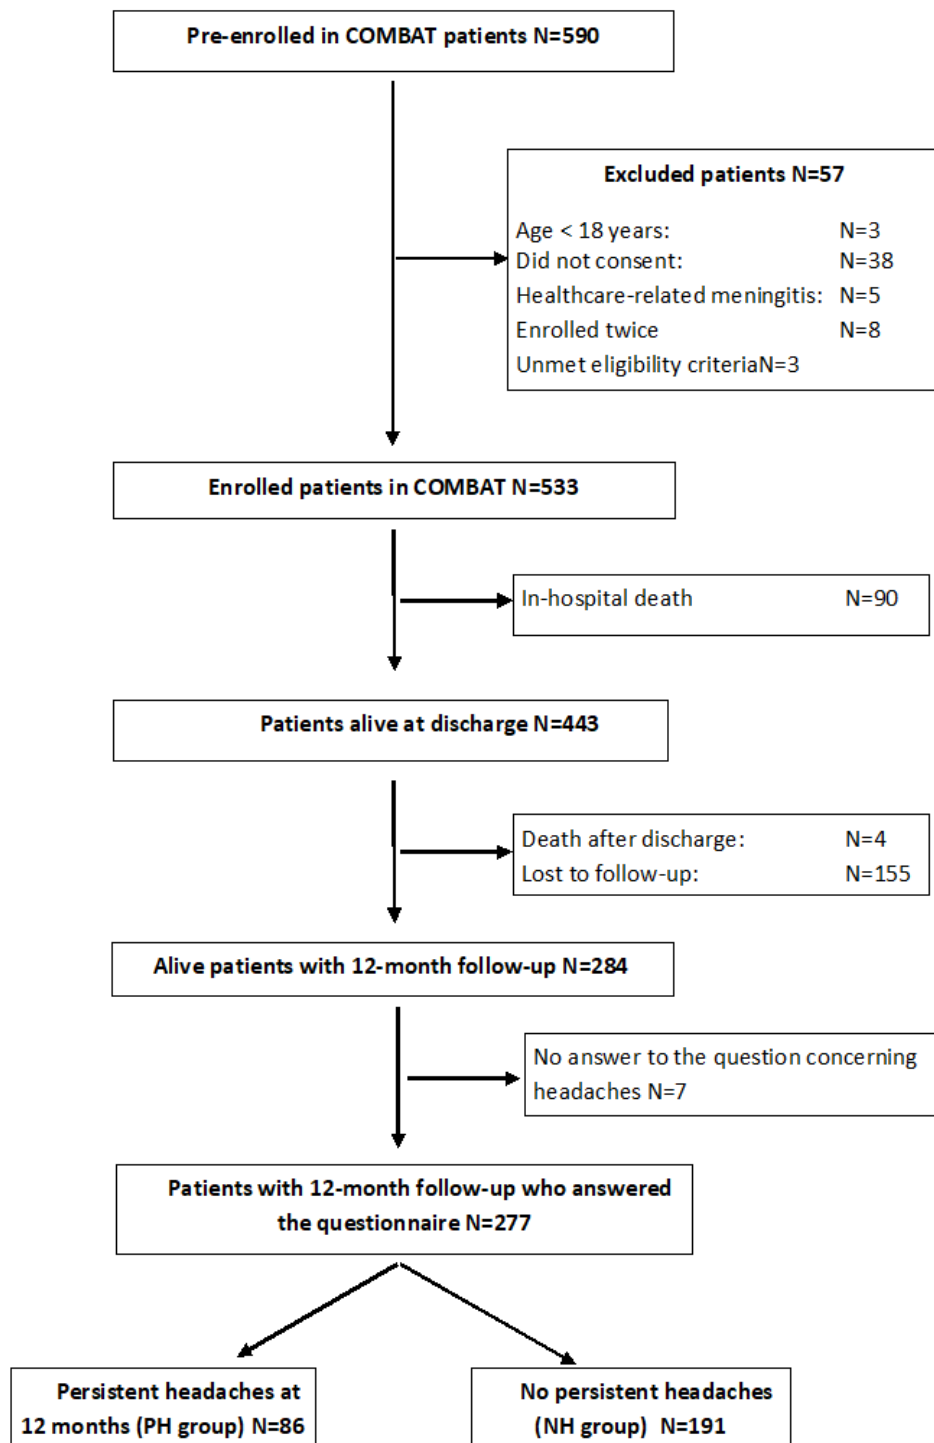 Pre-enrolled in COMBAT patients N=590
Excluded patients N=57
Age < 18 years: N=3
Did not consent: N=38
Healthcare-related meningitis: N=5
Enrolled twice N=8
Unmet eligibility criteriaN=3
Enrolled patients in COMBAT N=533
In-hospital death N=90
Patients alive at discharge N=443
Death after discharge: N=4
Lost to follow-up: N=155
Alive patients with 12-month follow-up N=284
No answer to the question concerning
headaches N=7
Patients with 12-month follow-up who answered
the questionnaire N=277
Persistent headaches at
12 months (PH group) N=86
No persistent headaches
(NH group) N=191